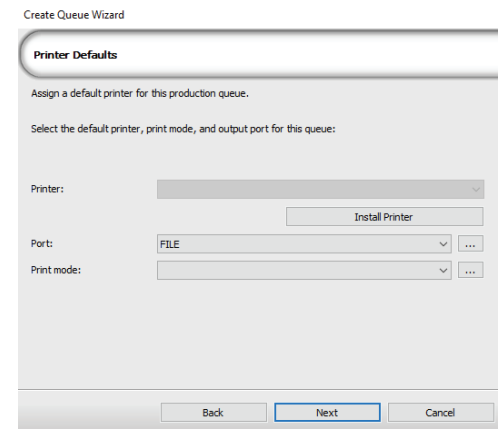 Create Queue Wizard
Printer Defaults
Assign a default printer for this production queue.
Select the default printer, print mode, and output port for this queue:
Printer:
Install Printer
Port: FILE ...
Print mode: ...
Back Next Cancel